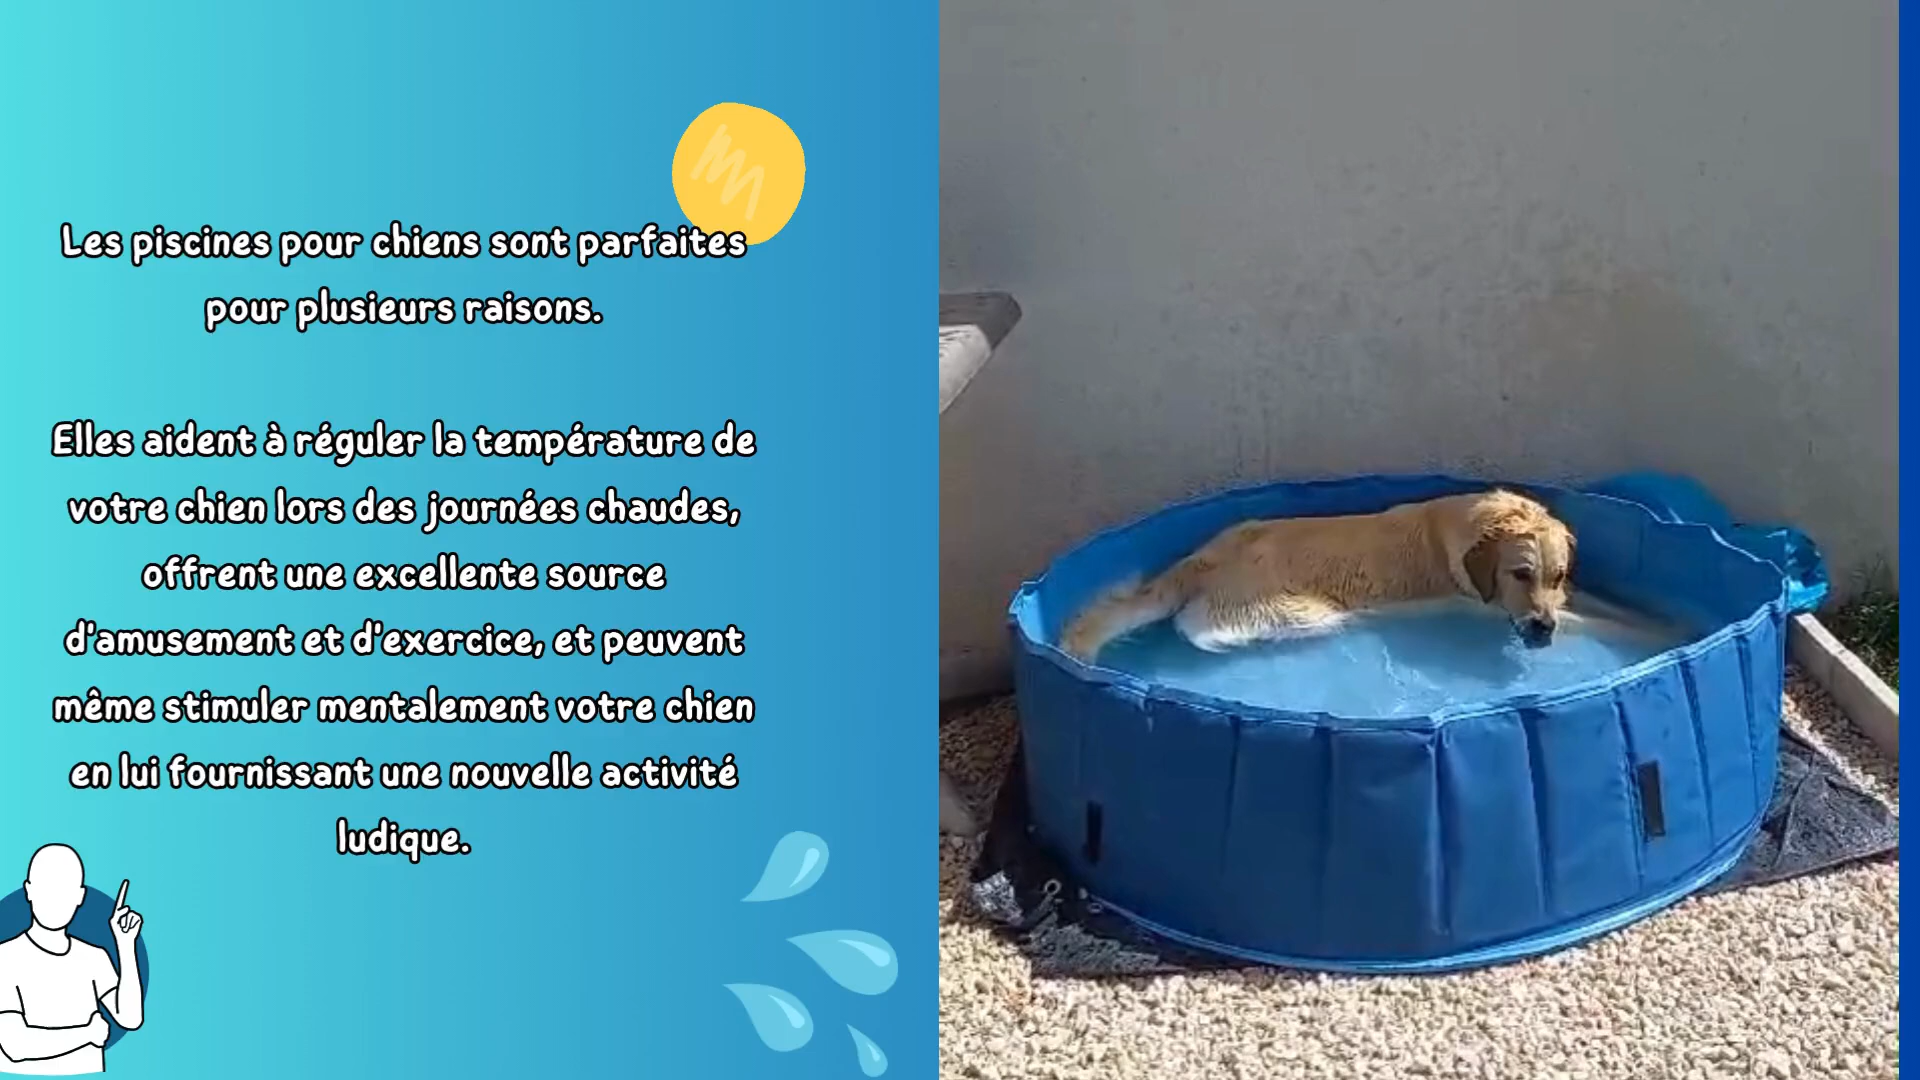 Les piscines pour chiens sont parfaites
pour plusieurs raisons.
Elles aident à réguler la température de
votre chien lors des journées chaudes,
offrent une excellente source
d'amusement et d'exercice, et peuvent
même stimuler mentalement votre chien
en lui fournissant une nouvelle activité
ludique.